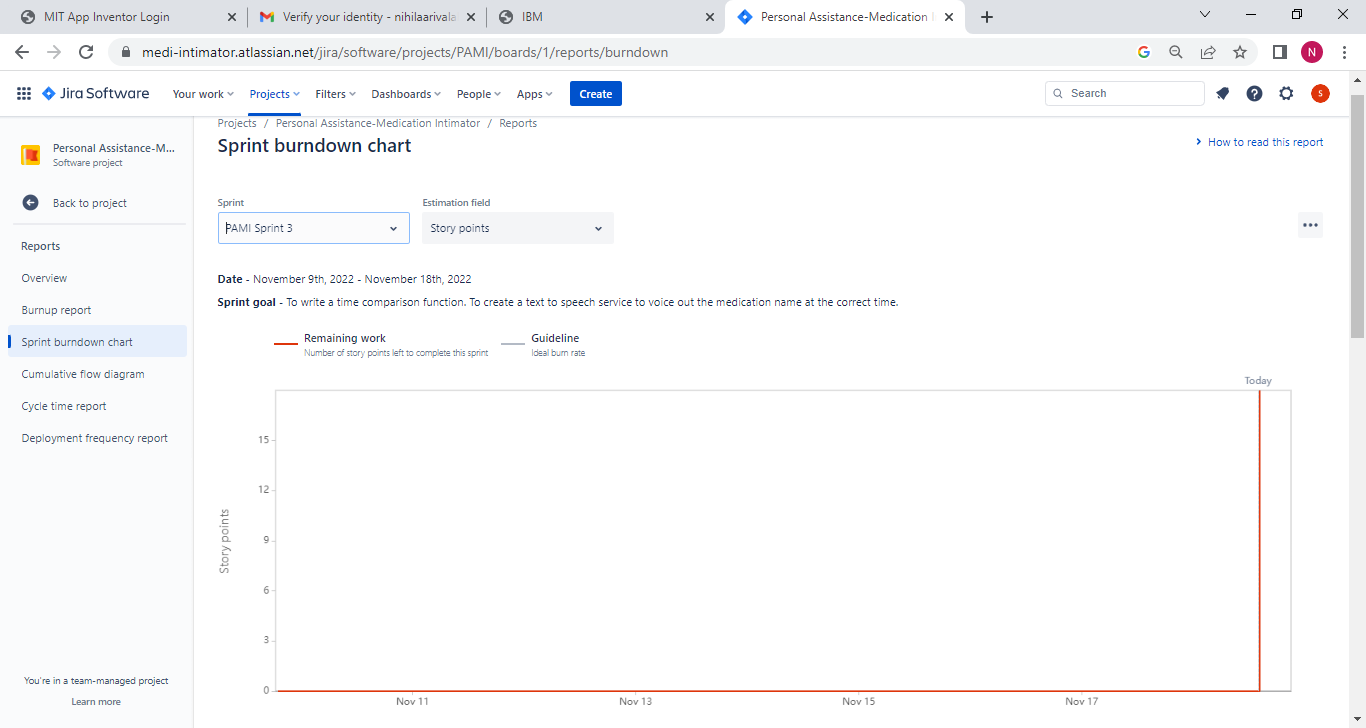 MIT App Inventor Login
Verify your identity - nihilaarivala
IBM
Personal Assistance-Medication
medi-intimator.atlassian.net/jira/software/projects/PAMI/boards/1/reports/burndown
N
Jira Software
Your work
Projects
Filters
Dashboards
People
Apps
Create
Search
S
Projects / Personal Assistance-Medication Intimator / Reports
Sprint burndown chart
How to read this report
Personal Assistance-M...
Software project
Back to project
Reports
Overview
Burnup report
Sprint burndown chart
Cumulative flow diagram
Cycle time report
Deployment frequency report
You're in a team-managed project
Learn more
Sprint
Estimation field
PAMI Sprint 3
Story points
Date - November 9th, 2022 - November 18th, 2022
Sprint goal - To write a time comparison function. To create a text to speech service to voice out the medication name at the correct time.
Remaining work
Number of story points left to complete this sprint
Guideline
Ideal burn rate
Today
15
12
9
6
3
0
Story points
Nov 11
Nov 13
Nov 15
Nov 17